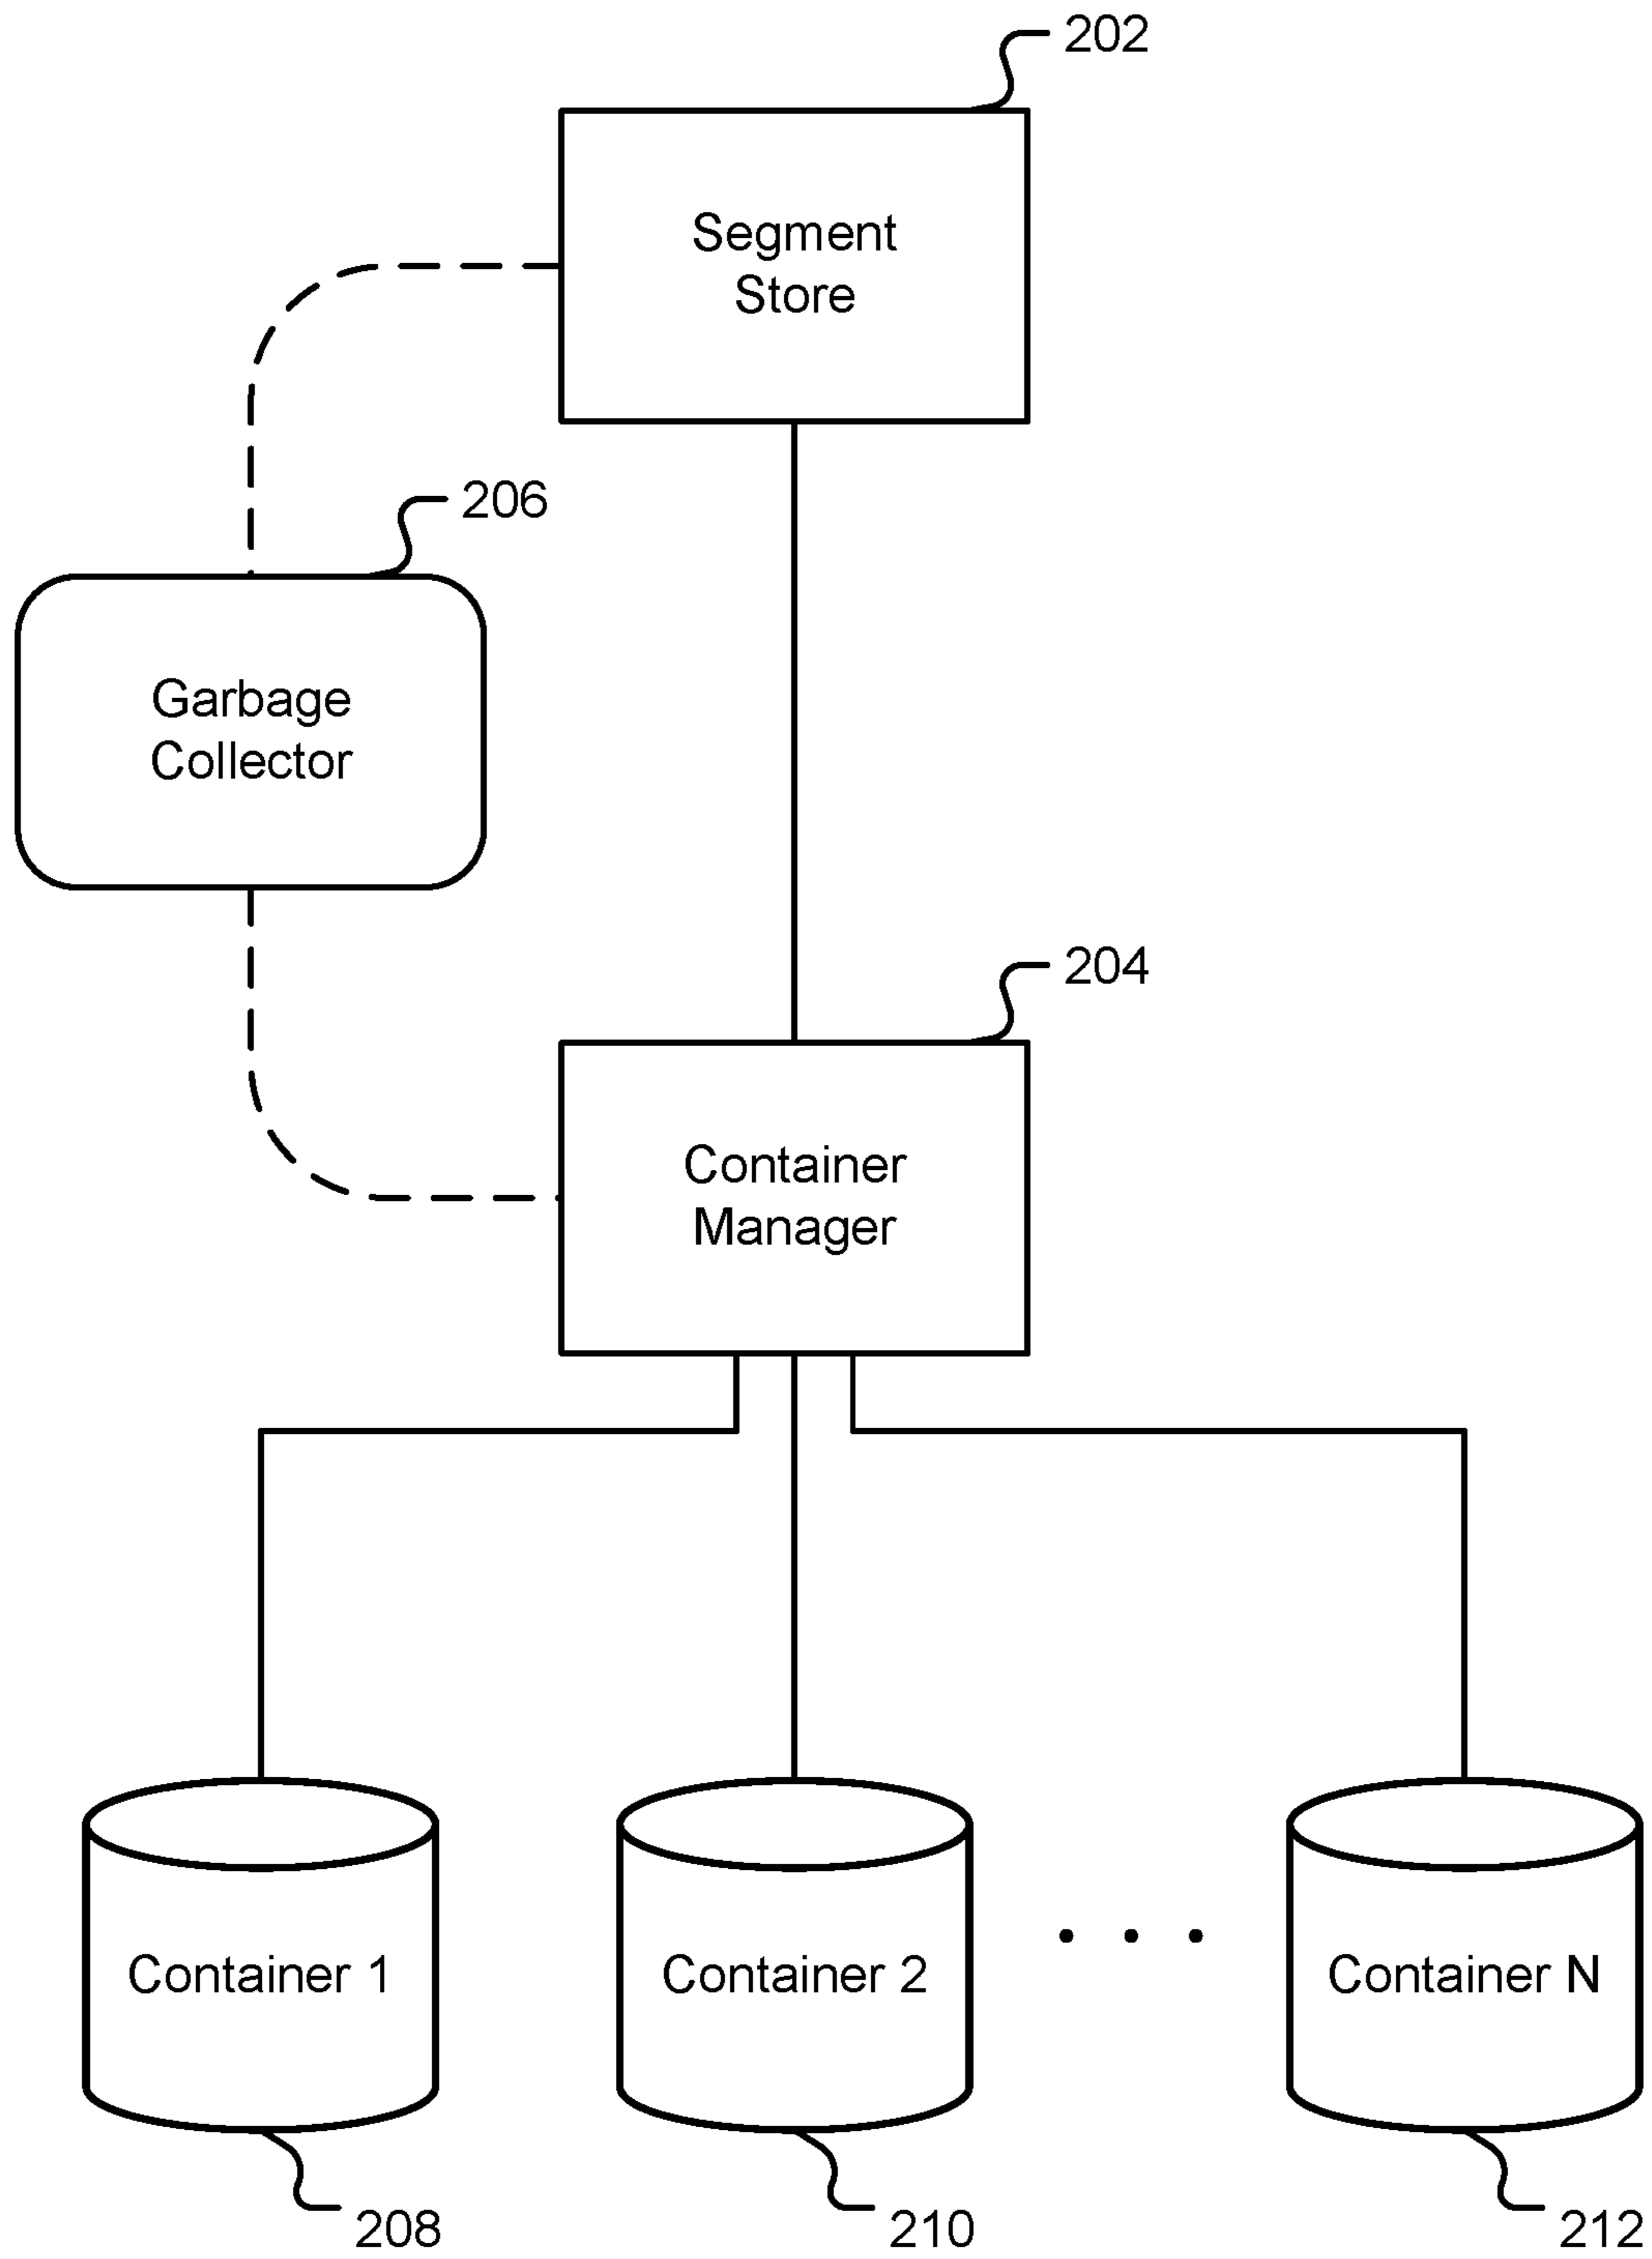 202
Segment
Store
206
Garbage
Collector
204
Container
Manager
Container 1
Container 2
. . .
Container N
208
210
212